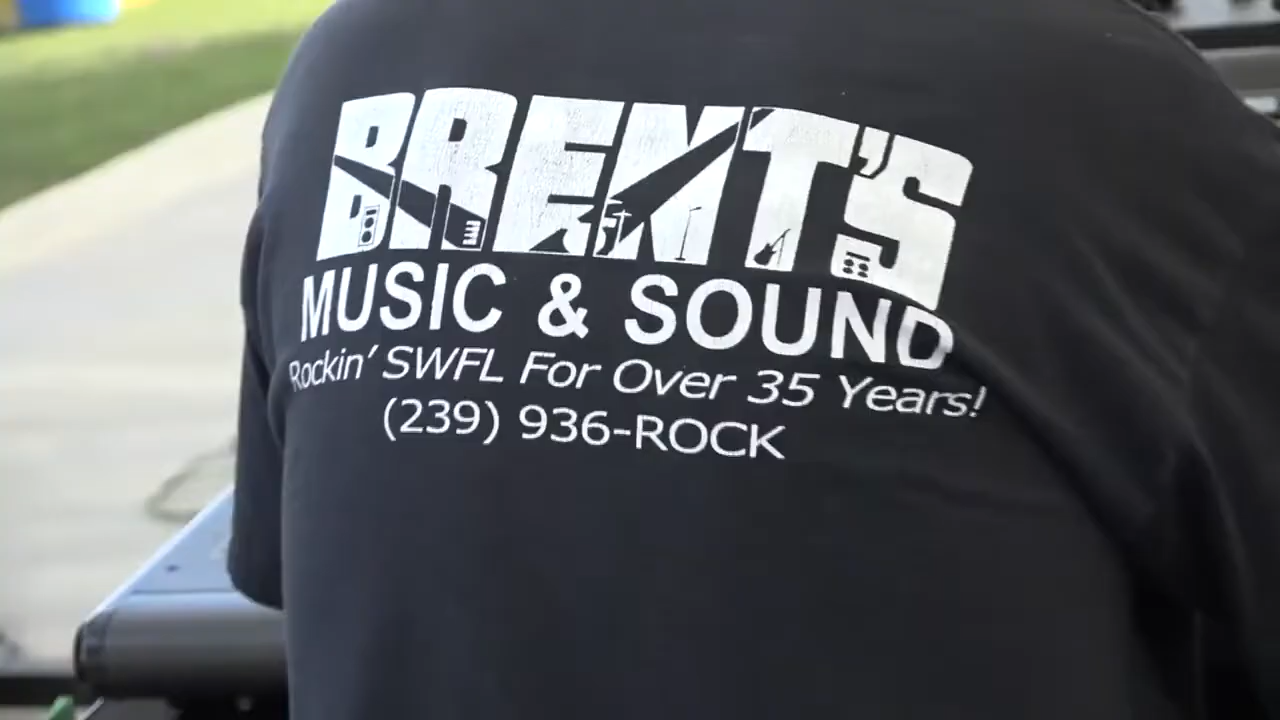 BRENT'S
MUSIC & SOUND
Rockin' SWFL For Over 35 Years!
(239) 936-ROCK